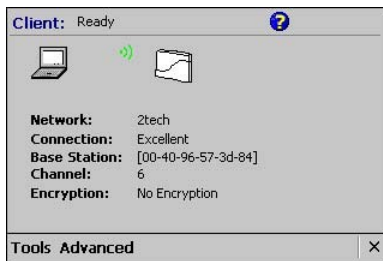 Client: Ready ?
Network: 2tech
Connection: Excellent
Base Station: [00-40-96-57-3d-84]
Channel: 6
Encryption: No Encryption
Tools Advanced ×